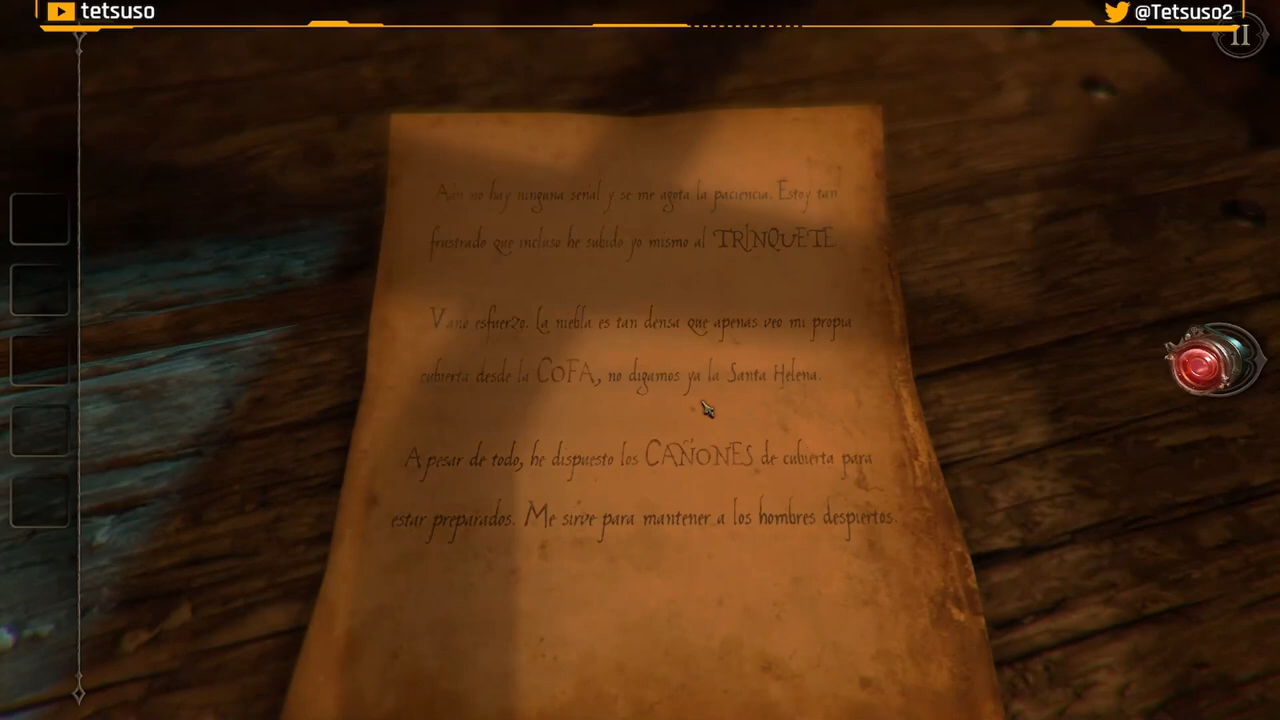 tetsuso
@Tetsuso2
II
Aún no hay ninguna señal y se me agota la paciencia. Estoy tan
frustrado que incluso he subido yo mismo al TRINQUETE
Vano esfuerzo. La niebla es tan densa que apenas veo mi propia
cubierta desde la COFA, no digamos ya la Santa Helena.
A pesar de todo, he dispuesto los CAÑONES de cubierta para
estar preparados. Me sirve para mantener a los hombres despiertos.